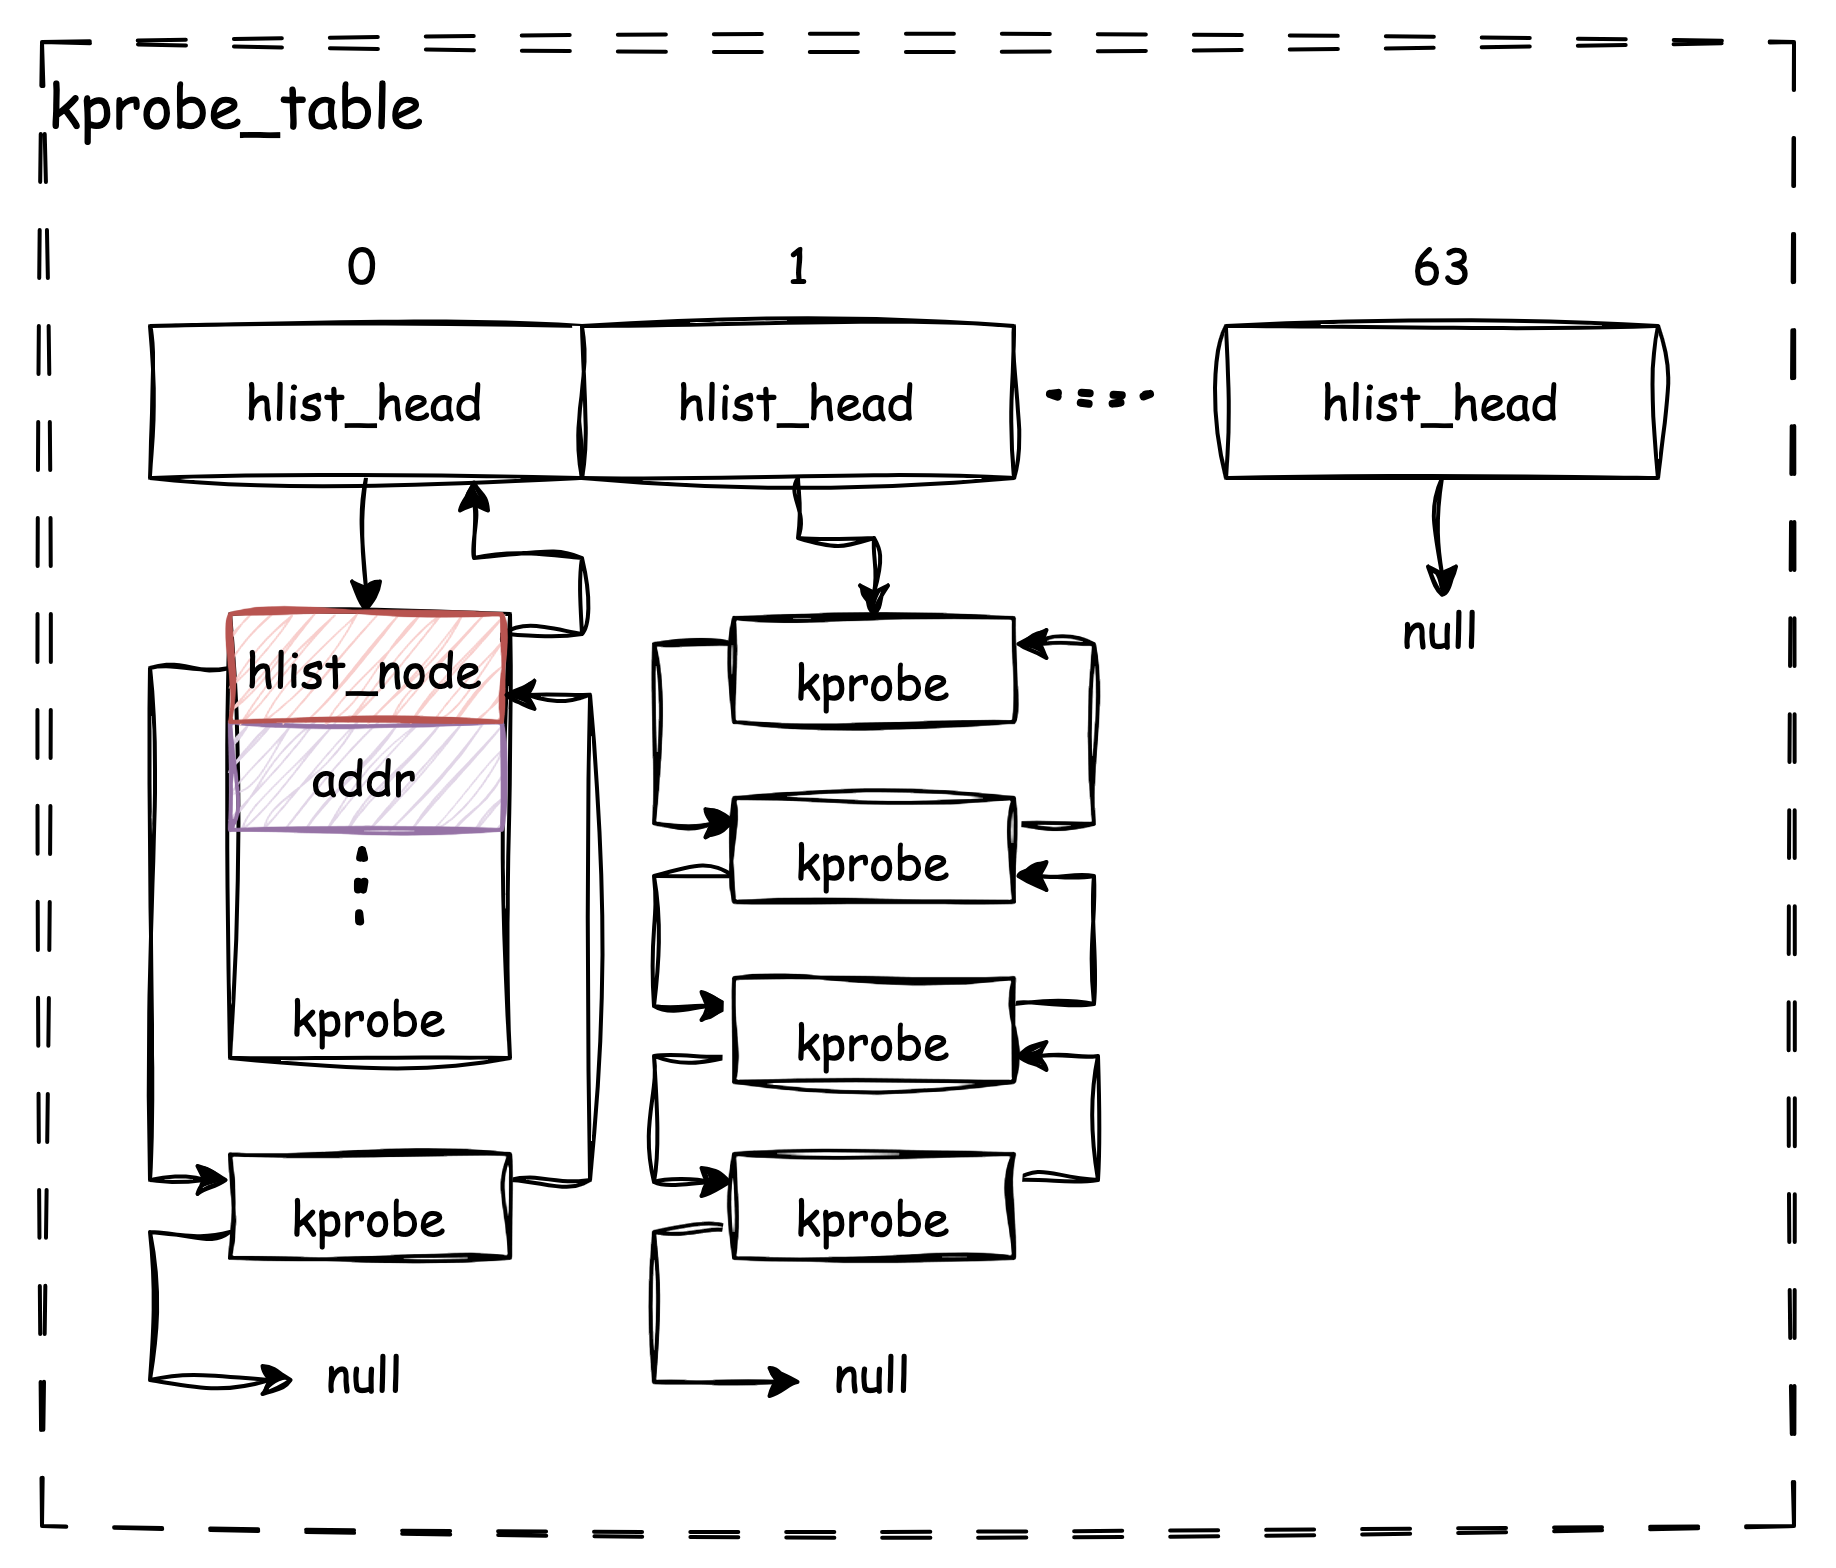 kprobe_table
0 1 63
hlist_head hlist_head hlist_head
null
hlist_node
kprobe
addr
kprobe
kprobe
kprobe
kprobe kprobe
null null